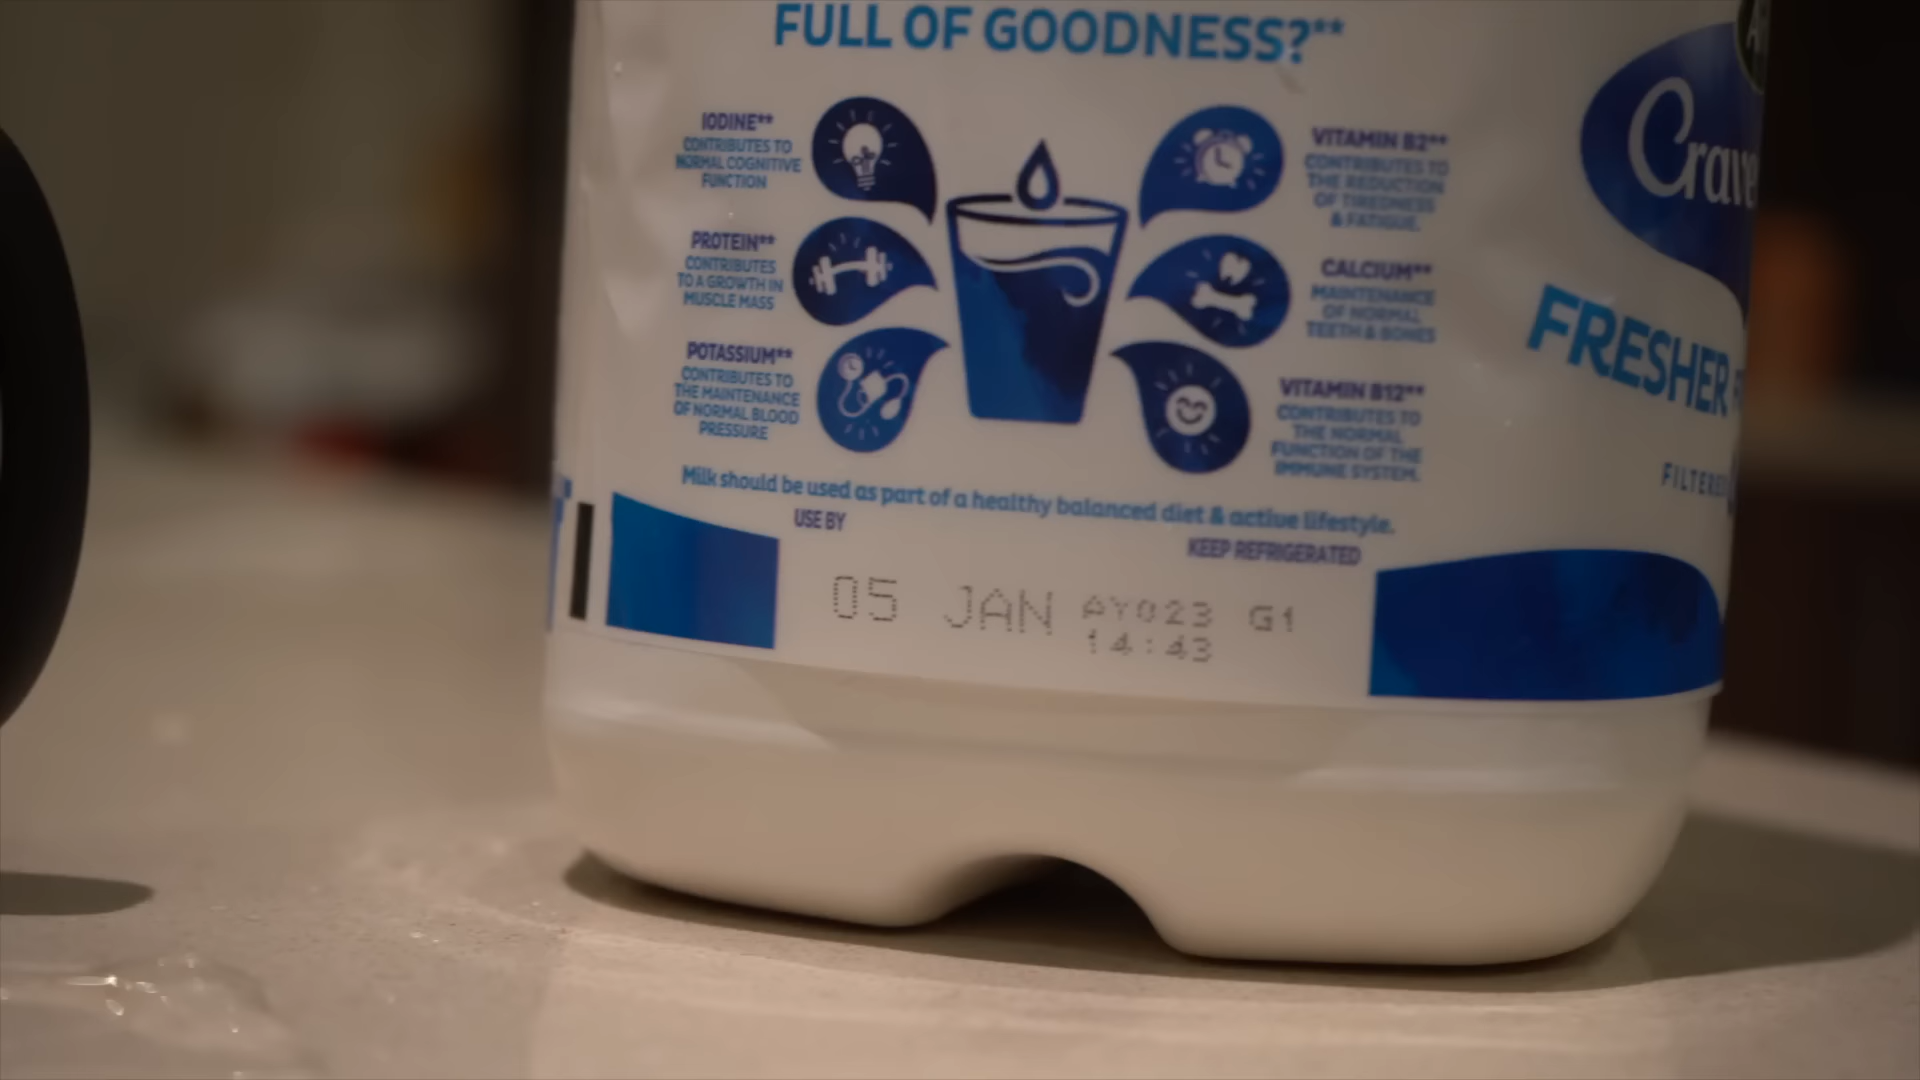 FULL OF GOODNESS?**
IODINE**
CONTRIBUTES TO
NORMAL COGNITIVE
FUNCTION
PROTEIN**
CONTRIBUTES
TO A GROWTH IN
MUSCLE MASS
POTASSIUM**
CONTRIBUTES TO
THE MAINTENANCE
OF NORMAL BLOOD
PRESSURE
VITAMIN B2**
CONTRIBUTES TO
THE REDUCTION
OF TIREDNESS
& FATIGUE.
CALCIUM**
MAINTENANCE
OF NORMAL
TEETH & BONES
VITAMIN B12**
CONTRIBUTES TO
THE NORMAL
FUNCTION OF THE
IMMUNE SYSTEM.
Milk should be used as part of a healthy balanced diet & active lifestyle.
USE BY
KEEP REFRIGERATED
05 JAN AY023 G1
14:43
Crave
FRESHER
FILTERED